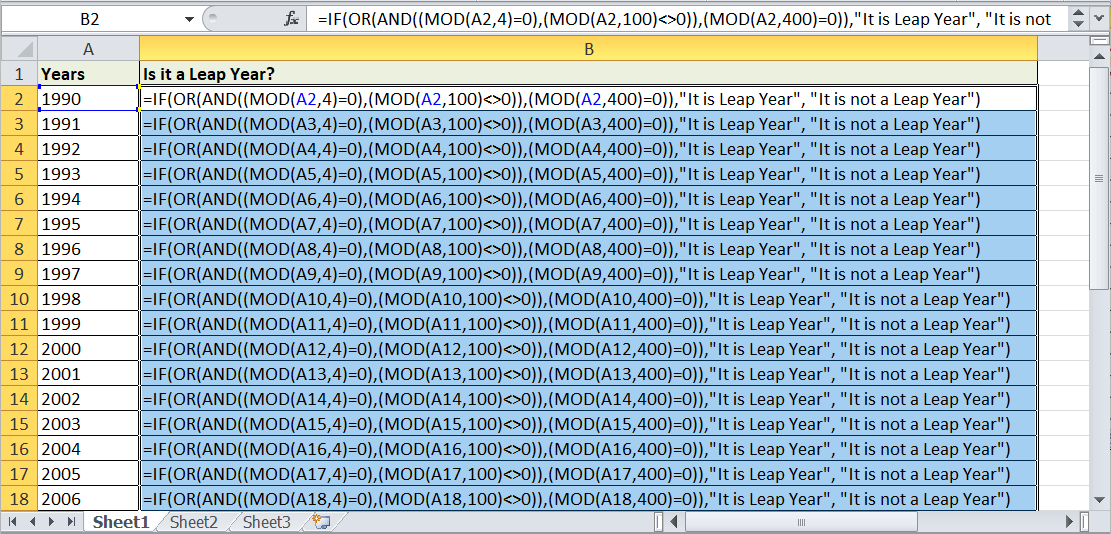 B2 fx =IF(OR(AND((MOD(A2,4)=0),(MOD(A2,100)<>0)),(MOD(A2,400)=0)),"It is Leap Year", "It is not
A B
1 Years Is it a Leap Year?
2 1990 =IF(OR(AND((MOD(A2,4)=0),(MOD(A2,100)<>0)),(MOD(A2,400)=0)),"It is Leap Year", "It is not a Leap Year")
3 1991 =IF(OR(AND((MOD(A3,4)=0),(MOD(A3,100)<>0)),(MOD(A3,400)=0)),"It is Leap Year", "It is not a Leap Year")
4 1992 =IF(OR(AND((MOD(A4,4)=0),(MOD(A4,100)<>0)),(MOD(A4,400)=0)),"It is Leap Year", "It is not a Leap Year")
5 1993 =IF(OR(AND((MOD(A5,4)=0),(MOD(A5,100)<>0)),(MOD(A5,400)=0)),"It is Leap Year", "It is not a Leap Year")
6 1994 =IF(OR(AND((MOD(A6,4)=0),(MOD(A6,100)<>0)),(MOD(A6,400)=0)),"It is Leap Year", "It is not a Leap Year")
7 1995 =IF(OR(AND((MOD(A7,4)=0),(MOD(A7,100)<>0)),(MOD(A7,400)=0)),"It is Leap Year", "It is not a Leap Year")
8 1996 =IF(OR(AND((MOD(A8,4)=0),(MOD(A8,100)<>0)),(MOD(A8,400)=0)),"It is Leap Year", "It is not a Leap Year")
9 1997 =IF(OR(AND((MOD(A9,4)=0),(MOD(A9,100)<>0)),(MOD(A9,400)=0)),"It is Leap Year", "It is not a Leap Year")
10 1998 =IF(OR(AND((MOD(A10,4)=0),(MOD(A10,100)<>0)),(MOD(A10,400)=0)),"It is Leap Year", "It is not a Leap Year")
11 1999 =IF(OR(AND((MOD(A11,4)=0),(MOD(A11,100)<>0)),(MOD(A11,400)=0)),"It is Leap Year", "It is not a Leap Year")
12 2000 =IF(OR(AND((MOD(A12,4)=0),(MOD(A12,100)<>0)),(MOD(A12,400)=0)),"It is Leap Year", "It is not a Leap Year")
13 2001 =IF(OR(AND((MOD(A13,4)=0),(MOD(A13,100)<>0)),(MOD(A13,400)=0)),"It is Leap Year", "It is not a Leap Year")
14 2002 =IF(OR(AND((MOD(A14,4)=0),(MOD(A14,100)<>0)),(MOD(A14,400)=0)),"It is Leap Year", "It is not a Leap Year")
15 2003 =IF(OR(AND((MOD(A15,4)=0),(MOD(A15,100)<>0)),(MOD(A15,400)=0)),"It is Leap Year", "It is not a Leap Year")
16 2004 =IF(OR(AND((MOD(A16,4)=0),(MOD(A16,100)<>0)),(MOD(A16,400)=0)),"It is Leap Year", "It is not a Leap Year")
17 2005 =IF(OR(AND((MOD(A17,4)=0),(MOD(A17,100)<>0)),(MOD(A17,400)=0)),"It is Leap Year", "It is not a Leap Year")
18 2006 =IF(OR(AND((MOD(A18,4)=0),(MOD(A18,100)<>0)),(MOD(A18,400)=0)),"It is Leap Year", "It is not a Leap Year")
Sheet1 Sheet2 Sheet3